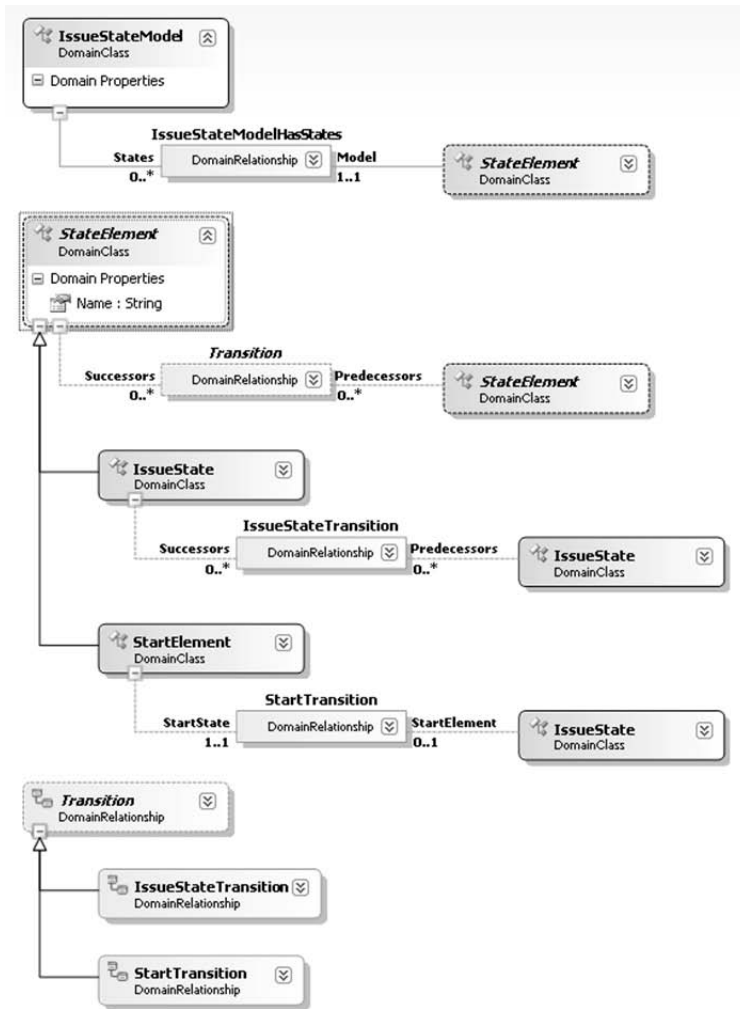 IssueStateModel
DomainClass
Domain Properties
IssueStateModelHasStates
States DomainRelationship Model
0..* 1..1
StateElement
DomainClass
StateElement
DomainClass
Domain Properties
Name : String
Transition
Successors DomainRelationship Predecessors
0..* 0..*
StateElement
DomainClass
IssueState
DomainClass
IssueStateTransition
Successors DomainRelationship Predecessors
0..* 0..*
IssueState
DomainClass
StartElement
DomainClass
StartTransition
StartState DomainRelationship StartElement
1..1 0..1
IssueState
DomainClass
Transition
DomainRelationship
IssueStateTransition
DomainRelationship
StartTransition
DomainRelationship